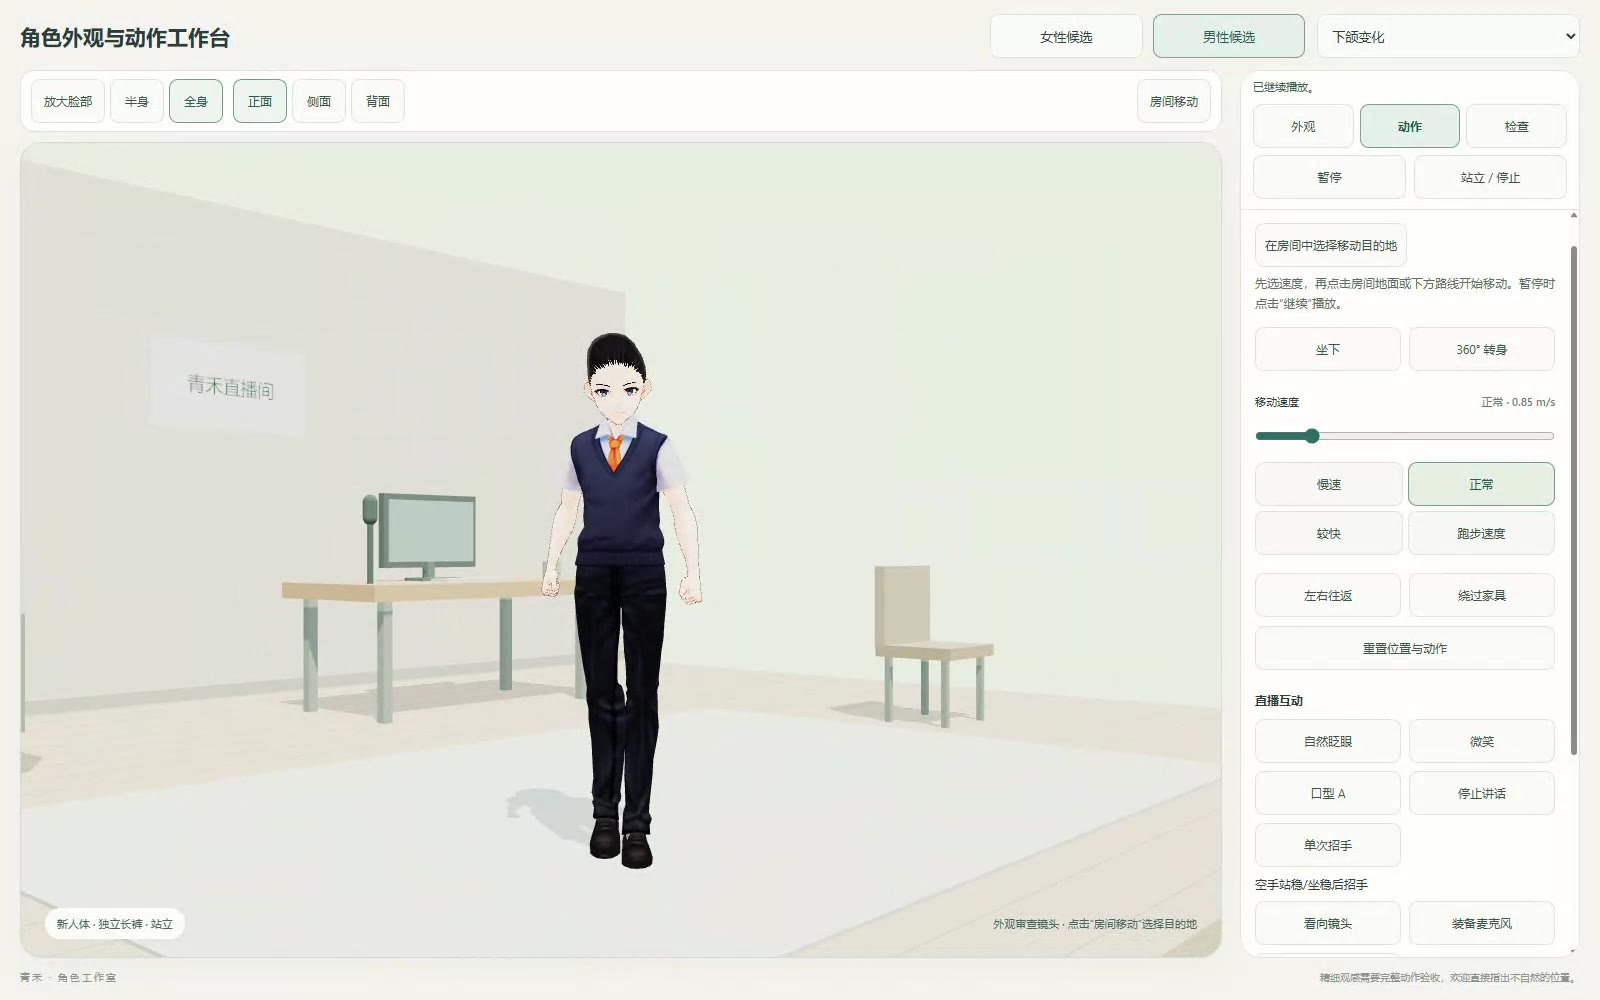 角色外观与动作工作台
女性候选
男性候选
下颌变化
放大脸部
半身
全身
正面
侧面
背面
房间移动
青禾直播间
新人体 · 独立长裤 · 站立
外观审查镜头 · 点击“房间移动”选择目的地
已继续播放。
外观
动作
检查
暂停
站立 / 停止
在房间中选择移动目的地
先选速度，再点击房间地面或下方路线开始移动。暂停时
点击“继续”播放。
坐下
360° 转身
移动速度
正常 · 0.85 m/s
慢速
正常
较快
跑步速度
左右往返
绕过家具
重置位置与动作
直播互动
自然眨眼
微笑
口型 A
停止讲话
单次招手
空手站稳/坐稳后招手
看向镜头
装备麦克风
青禾 · 角色工作室
精细观感需要完整动作验收，欢迎直接指出不自然的位置。